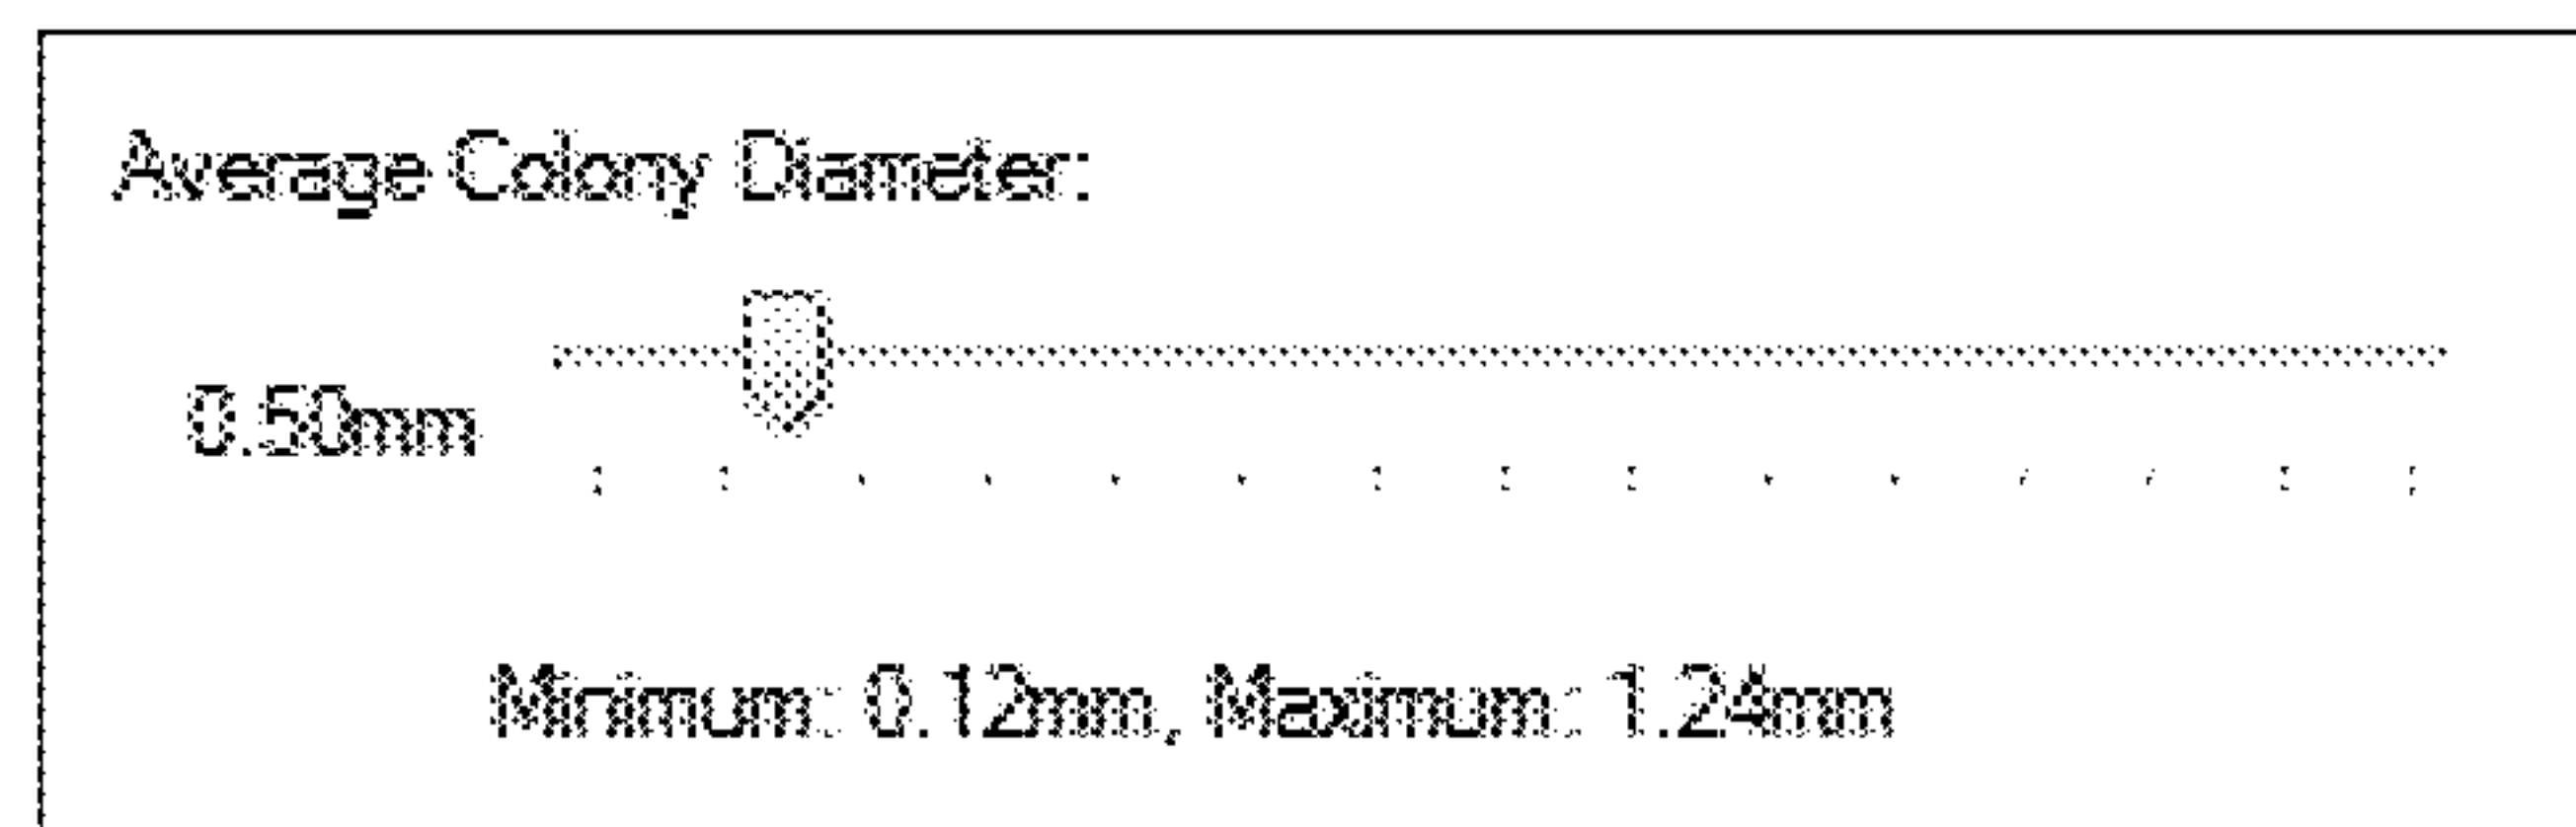 Average Colony Diameter:
0.50mm
Minimum: 0.12mm, Maximum: 1.24mm